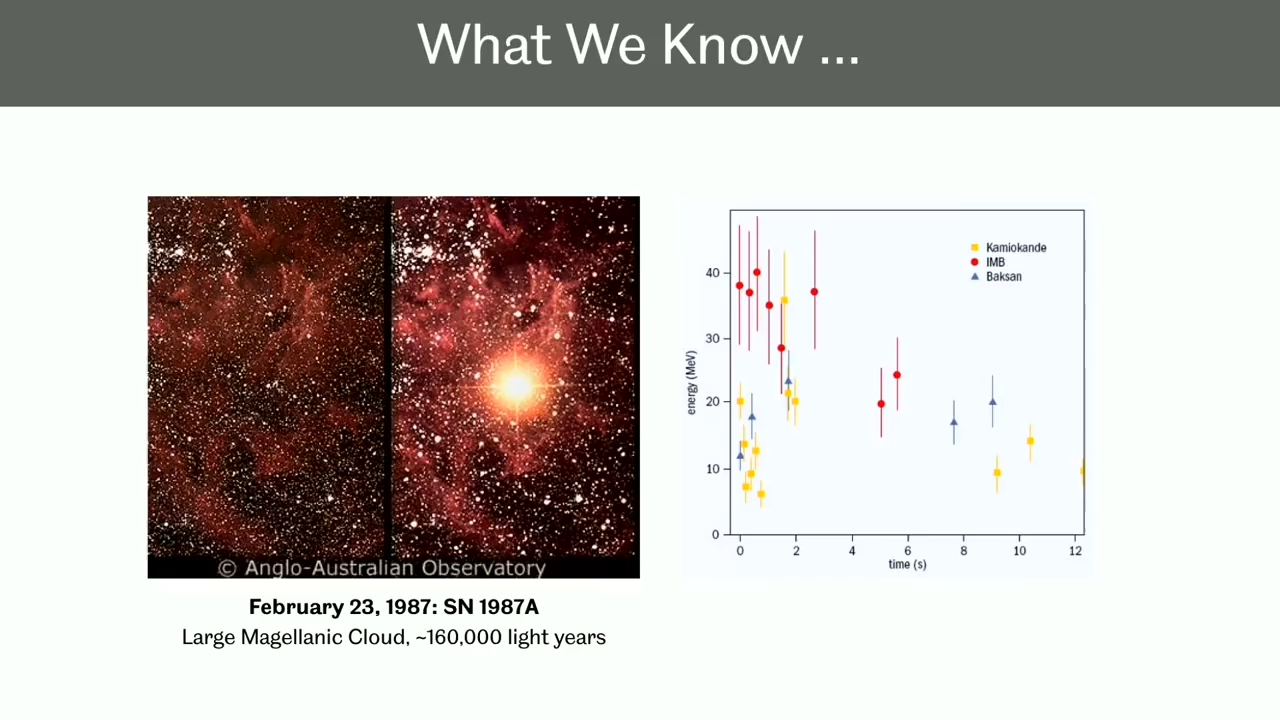 What We Know ...
© Anglo-Australian Observatory
February 23, 1987: SN 1987A
Large Magellanic Cloud, ~160,000 light years
Kamiokande
IMB
Baksan
energy (MeV)
40
30
20
10
0
0 2 4 6 8 10 12
time (s)